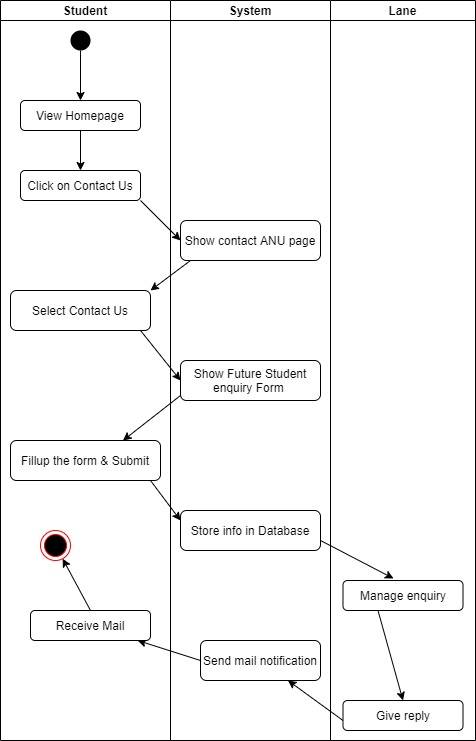 Student
System
Lane
View Homepage
Click on Contact Us
Show contact ANU page
Select Contact Us
Show Future Student
enquiry Form
Fillup the form & Submit
Store info in Database
Manage enquiry
Receive Mail
Send mail notification
Give reply